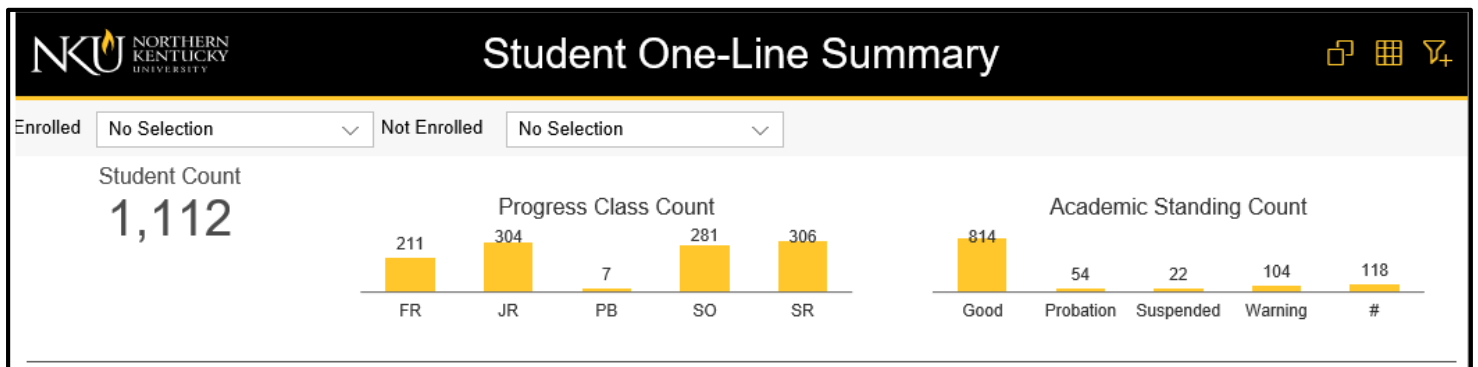 NKU NORTHERN
KENTUCKY
UNIVERSITY
Student One-Line Summary
Enrolled No Selection Not Enrolled No Selection
Student Count
1,112
Progress Class Count
211 304 7 281 306
FR JR PB SO SR
Academic Standing Count
814 54 22 104 118
Good Probation Suspended Warning #